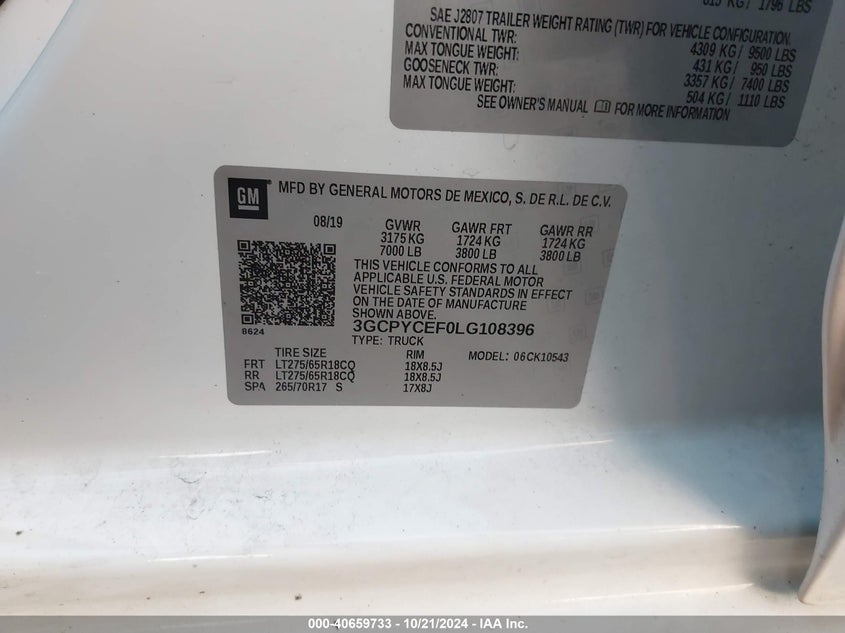 815 KG / 1796 LBS
SAE J2807 TRAILER WEIGHT RATING (TWR) FOR VEHICLE CONFIGURATION.
CONVENTIONAL TWR: 4309 KG / 9500 LBS
MAX TONGUE WEIGHT: 431 KG / 950 LBS
GOOSENECK TWR: 3357 KG / 7400 LBS
MAX TONGUE WEIGHT: 504 KG / 1110 LBS
SEE OWNER'S MANUAL FOR MORE INFORMATION
GM MFD BY GENERAL MOTORS DE MEXICO, S. DE R.L. DE C.V.
08/19 GVWR GAWR FRT GAWR RR
3175 KG 1724 KG 1724 KG
7000 LB 3800 LB 3800 LB
THIS VEHICLE CONFORMS TO ALL
APPLICABLE U.S. FEDERAL MOTOR
VEHICLE SAFETY STANDARDS IN EFFECT
ON THE DATE OF MANUFACTURE
SHOWN ABOVE.
8624 3GCPYCEF0LG108396
TYPE: TRUCK
TIRE SIZE RIM MODEL: 06CK10543
FRT LT275/65R18CQ 18X8.5J
RR LT275/65R18CQ 18X8.5J
SPA 265/70R17 S 17X8J
000-40659733 - 10/21/2024 - IAA Inc.